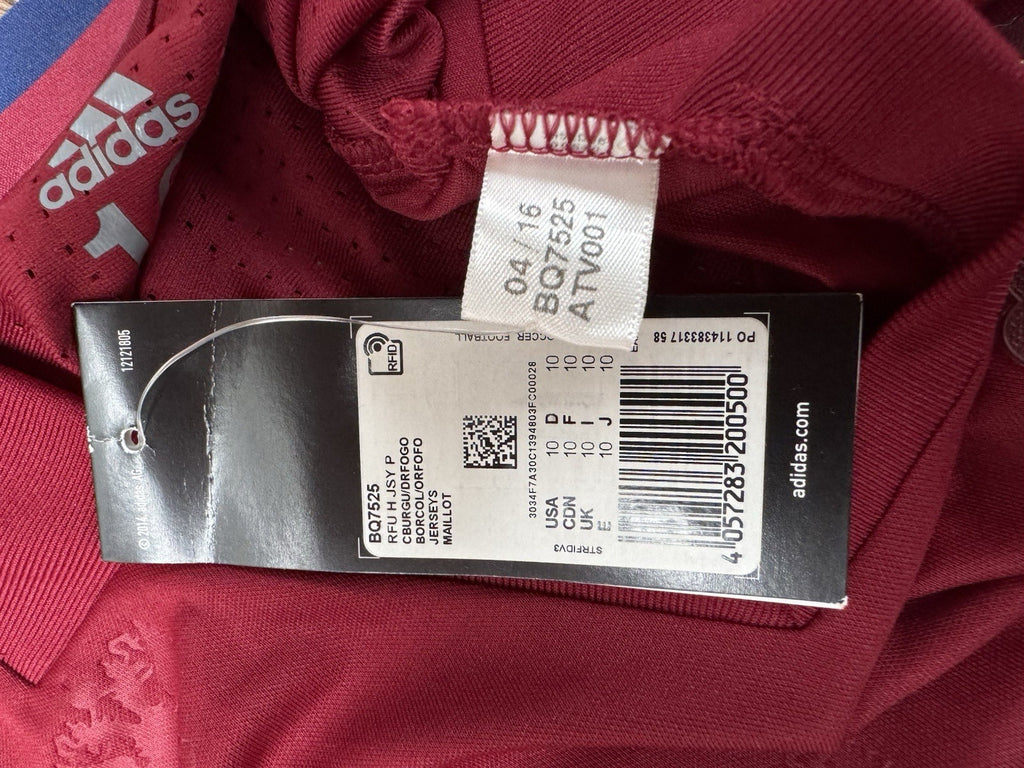 adidas
1
04/16
BQ7525
ATV001
12121805
adidas.com
RFID
SOCCER FOOTBALL
PO 114383317 58
BQ7525
RFU H JSY P
CBURGU/DRFOGO
BORCOL/ORFOFO
JERSEYS
MAILLOT
3034F7A30C1394803FC00028
USA 10 D 10
CDN 10 F 10
UK 10 I 10
E 10 J 10
STRFIDV3
4 057283 200500